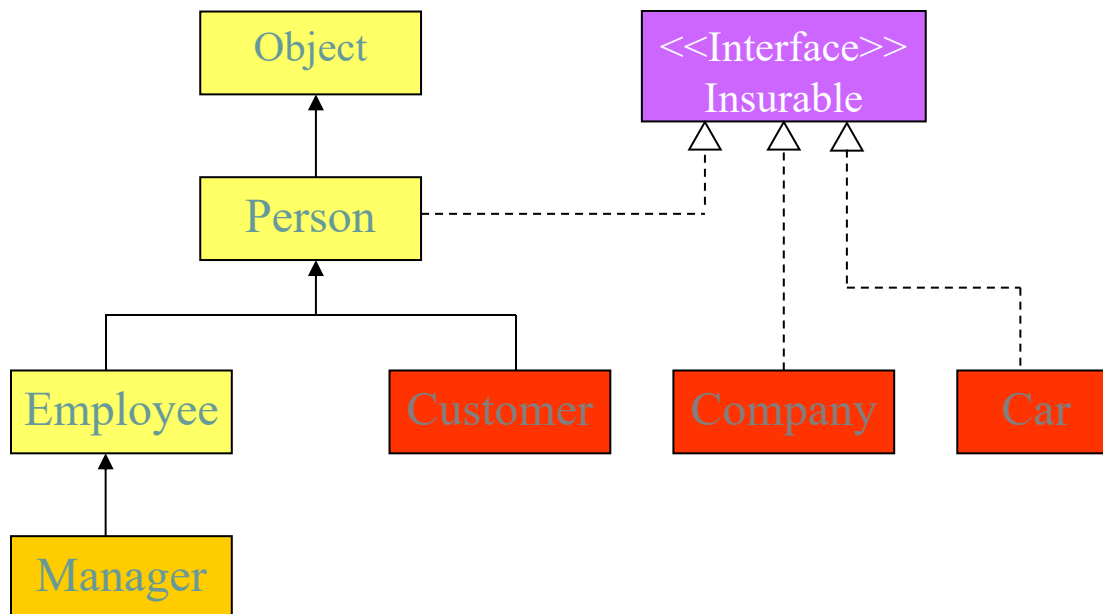 Object
<<Interface>>
Insurable
Person
Employee
Customer
Company
Car
Manager